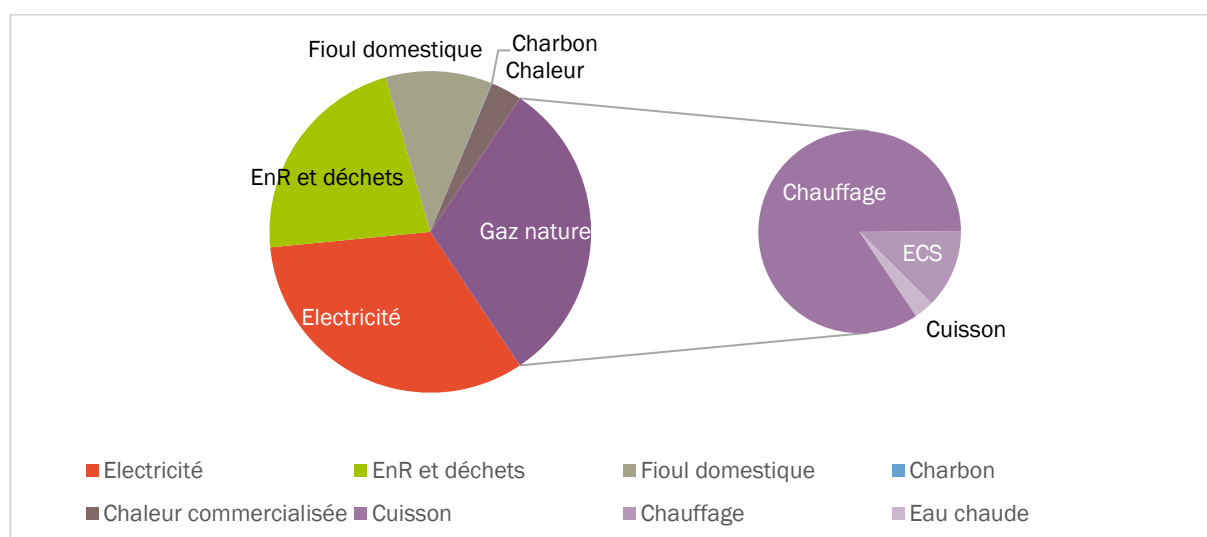 Fioul domestique
Charbon
Chaleur
EnR et déchets
Gaz nature
Electricité
Chauffage
ECS
Cuisson
Electricité
EnR et déchets
Fioul domestique
Charbon
Chaleur commercialisée
Cuisson
Chauffage
Eau chaude